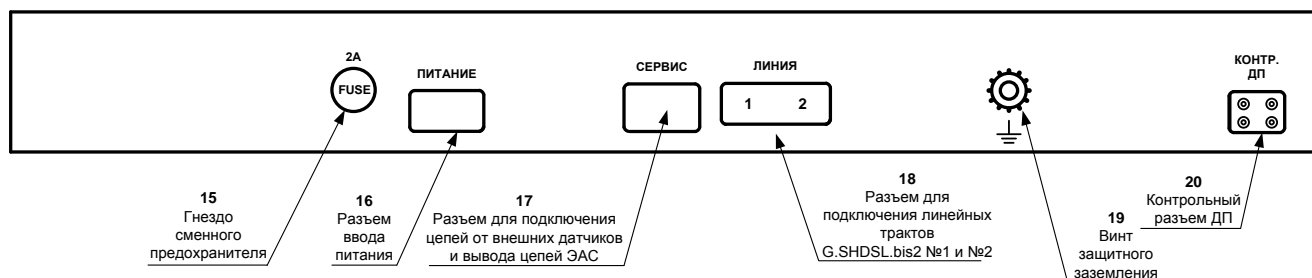 2А
FUSE
ПИТАНИЕ
СЕРВИС
ЛИНИЯ
1 2
КОНТР.
ДП
15
Гнездо
сменного
предохранителя
16
Разъем
ввода
питания
17
Разъем для подключения
цепей от внешних датчиков
и вывода цепей ЭАС
18
Разъем для
подключения линейных
трактов
G.SHDSL.bis2 №1 и №2
19
Винт
защитного
заземления
20
Контрольный
разъем ДП